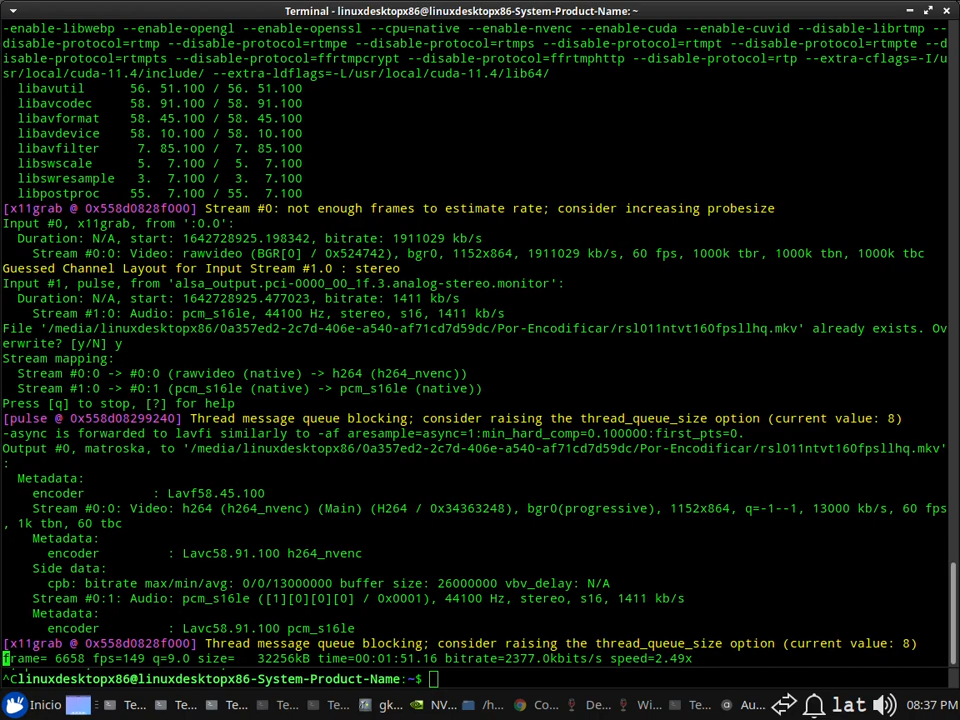 Terminal - linuxdesktopx86@linuxdesktopx86-System-Product-Name: ~
-enable-libwebp --enable-opengl --enable-openssl --cpu=native --enable-nvenc --enable-cuda --enable-cuvid --disable-librtmp --
disable-protocol=rtmp --disable-protocol=rtmpe --disable-protocol=rtmps --disable-protocol=rtmpt --disable-protocol=rtmpte --d
isable-protocol=rtmpts --disable-protocol=ffrtmpcrypt --disable-protocol=ffrtmphttp --disable-protocol=rtp --extra-cflags=-I/u
sr/local/cuda-11.4/include/ --extra-ldflags=-L/usr/local/cuda-11.4/lib64/
libavutil 56. 51.100 / 56. 51.100
libavcodec 58. 91.100 / 58. 91.100
libavformat 58. 45.100 / 58. 45.100
libavdevice 58. 10.100 / 58. 10.100
libavfilter 7. 85.100 / 7. 85.100
libswscale 5. 7.100 / 5. 7.100
libswresample 3. 7.100 / 3. 7.100
libpostproc 55. 7.100 / 55. 7.100
[x11grab @ 0x558d0828f000] Stream #0: not enough frames to estimate rate; consider increasing probesize
Input #0, x11grab, from ':0.0':
Duration: N/A, start: 1642728925.198342, bitrate: 1911029 kb/s
Stream #0:0: Video: rawvideo (BGR[0] / 0x524742), bgr0, 1152x864, 1911029 kb/s, 60 fps, 1000k tbr, 1000k tbn, 1000k tbc
Guessed Channel Layout for Input Stream #1.0 : stereo
Input #1, pulse, from 'alsa_output.pci-0000_00_1f.3.analog-stereo.monitor':
Duration: N/A, start: 1642728925.477023, bitrate: 1411 kb/s
Stream #1:0: Audio: pcm_s16le, 44100 Hz, stereo, s16, 1411 kb/s
File '/media/linuxdesktopx86/0a357ed2-2c7d-406e-a540-af71cd7d59dc/Por-Encodificar/rsl011ntvt160fpsllhq.mkv' already exists. Ov
erwrite? [y/N] y
Stream mapping:
Stream #0:0 -> #0:0 (rawvideo (native) -> h264 (h264_nvenc))
Stream #1:0 -> #0:1 (pcm_s16le (native) -> pcm_s16le (native))
Press [q] to stop, [?] for help
[pulse @ 0x558d08299240] Thread message queue blocking; consider raising the thread_queue_size option (current value: 8)
-async is forwarded to lavfi similarly to -af aresample=async=1:min_hard_comp=0.100000:first_pts=0.
Output #0, matroska, to '/media/linuxdesktopx86/0a357ed2-2c7d-406e-a540-af71cd7d59dc/Por-Encodificar/rsl011ntvt160fpsllhq.mkv'
:
Metadata:
encoder : Lavf58.45.100
Stream #0:0: Video: h264 (h264_nvenc) (Main) (H264 / 0x34363248), bgr0(progressive), 1152x864, q=-1--1, 13000 kb/s, 60 fps
, 1k tbn, 60 tbc
Metadata:
encoder : Lavc58.91.100 h264_nvenc
Side data:
cpb: bitrate max/min/avg: 0/0/13000000 buffer size: 26000000 vbv_delay: N/A
Stream #0:1: Audio: pcm_s16le ([1][0][0][0] / 0x0001), 44100 Hz, stereo, s16, 1411 kb/s
Metadata:
encoder : Lavc58.91.100 pcm_s16le
[x11grab @ 0x558d0828f000] Thread message queue blocking; consider raising the thread_queue_size option (current value: 8)
frame= 6658 fps=149 q=9.0 size= 32256kB time=00:01:51.16 bitrate=2377.0kbits/s speed=2.49x
^Clinuxdesktopx86@linuxdesktopx86-System-Product-Name:~$
Inicio Te... Te... Te... Te... Te... gk... NV... /h... Co... De... Wi... Te... Au... lat 08:37 PM